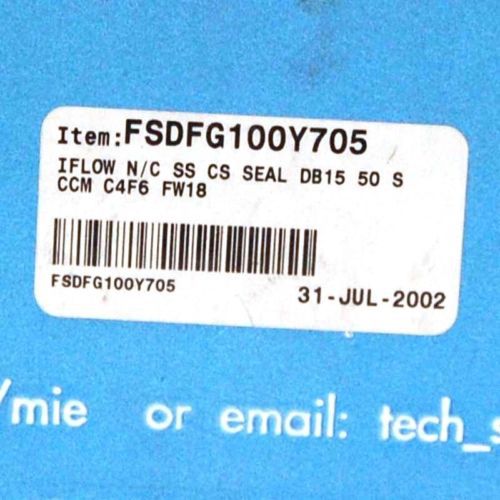 Item:FSDFG100Y705
IFLOW N/C SS CS SEAL DB15 50 S
CCM C4F6 FW18
FSDFG100Y705
31-JUL-2002
/mie or email: tech_s